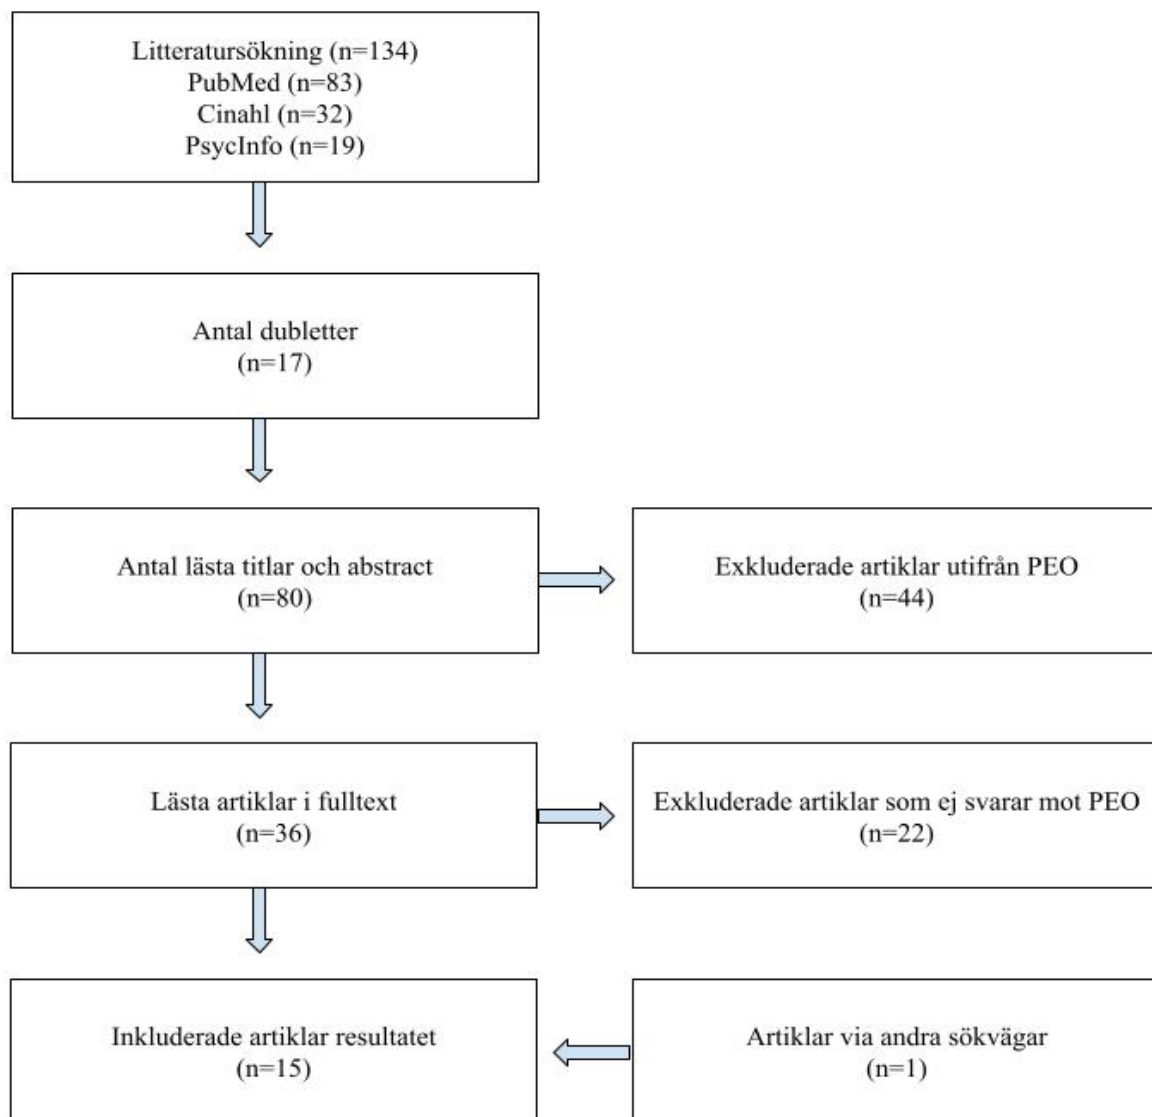 Litteratursökning (n=134)
PubMed (n=83)
Cinahl (n=32)
PsycInfo (n=19)
Antal dubletter
(n=17)
Antal lästa titlar och abstract
(n=80)
Exkluderade artiklar utifrån PEO
(n=44)
Lästa artiklar i fulltext
(n=36)
Exkluderade artiklar som ej svarar mot PEO
(n=22)
Inkluderade artiklar resultatet
(n=15)
Artiklar via andra sökvägar
(n=1)